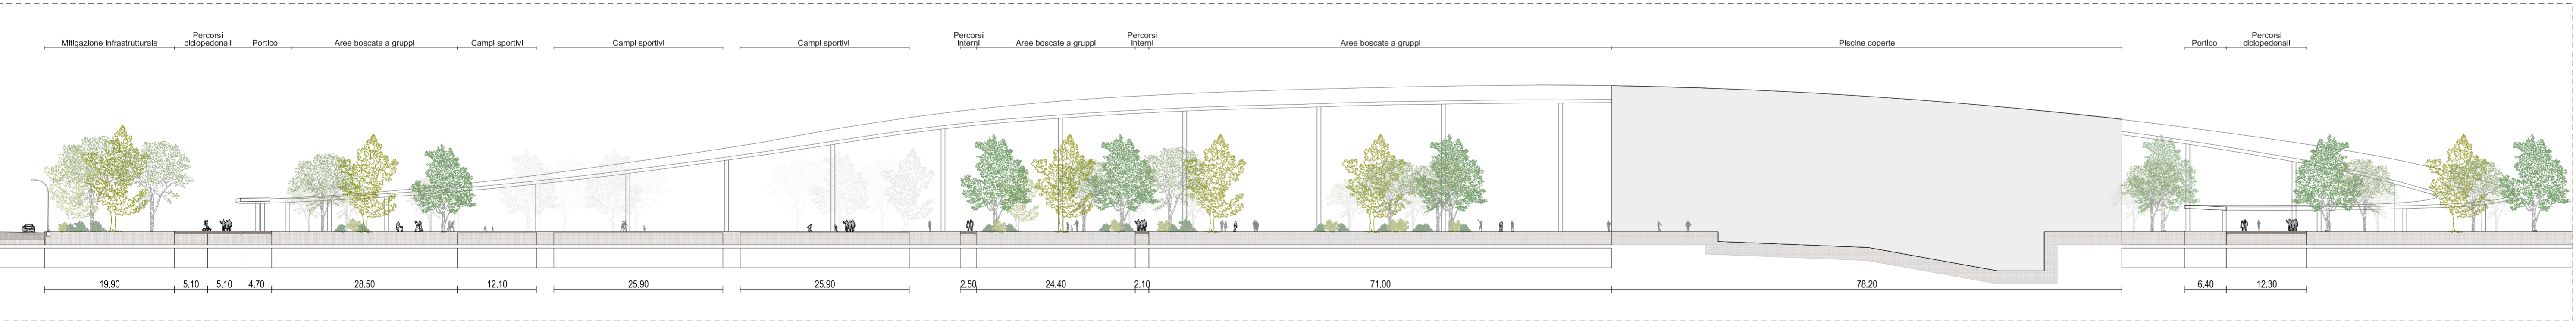 Mitigazione infrastrutturale
Percorsi
ciclopedonali
Portico
Aree boscate a gruppi
Campi sportivi
Campi sportivi
Campi sportivi
Percorsi
interni
Aree boscate a gruppi
Percorsi
interni
Aree boscate a gruppi
Piscine coperte
Portico
Percorsi
ciclopedonali
19.90
5.10
5.10
4.70
28.50
12.10
25.90
25.90
2.50
24.40
2.10
71.00
78.20
6.40
12.30